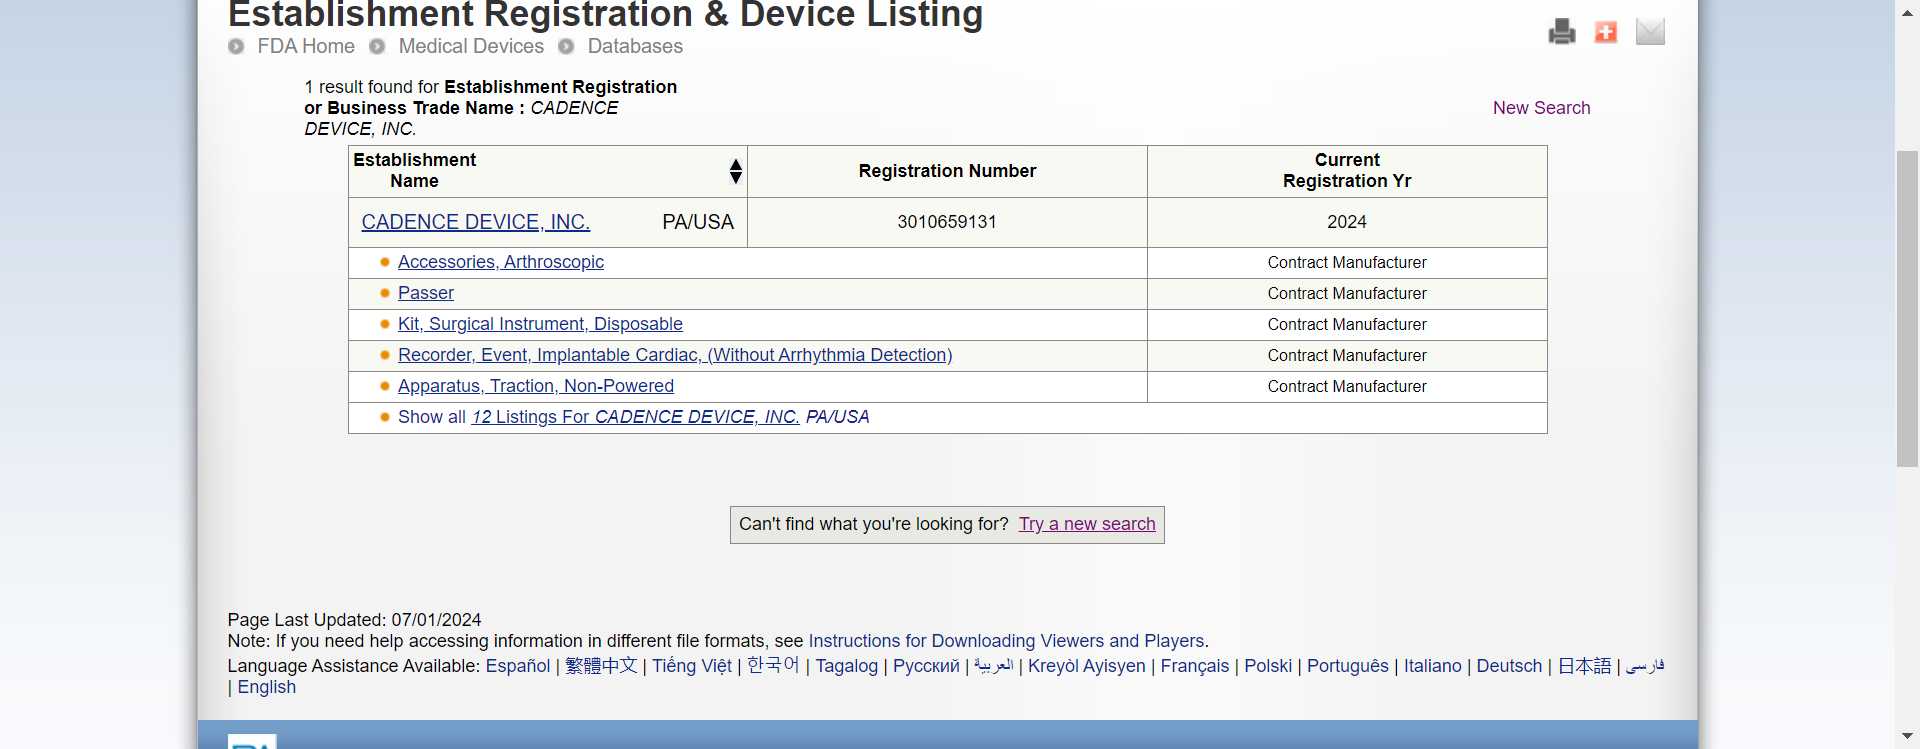 Establishment Registration & Device Listing
FDA Home Medical Devices Databases
1 result found for Establishment Registration
or Business Trade Name : CADENCE
DEVICE, INC.
New Search
Establishment
Name
Registration Number
Current
Registration Yr
CADENCE DEVICE, INC. PA/USA 3010659131 2024
Accessories, Arthroscopic Contract Manufacturer
Passer Contract Manufacturer
Kit, Surgical Instrument, Disposable Contract Manufacturer
Recorder, Event, Implantable Cardiac, (Without Arrhythmia Detection) Contract Manufacturer
Apparatus, Traction, Non-Powered Contract Manufacturer
Show all 12 Listings For CADENCE DEVICE, INC. PA/USA
Can't find what you're looking for? Try a new search
Page Last Updated: 07/01/2024
Note: If you need help accessing information in different file formats, see Instructions for Downloading Viewers and Players.
Language Assistance Available: Español | 繁體中文 | Tiếng Việt | 한국어 | Tagalog | Русский | العربية | Kreyòl Ayisyen | Français | Polski | Português | Italiano | Deutsch | 日本語 | فارسی
| English